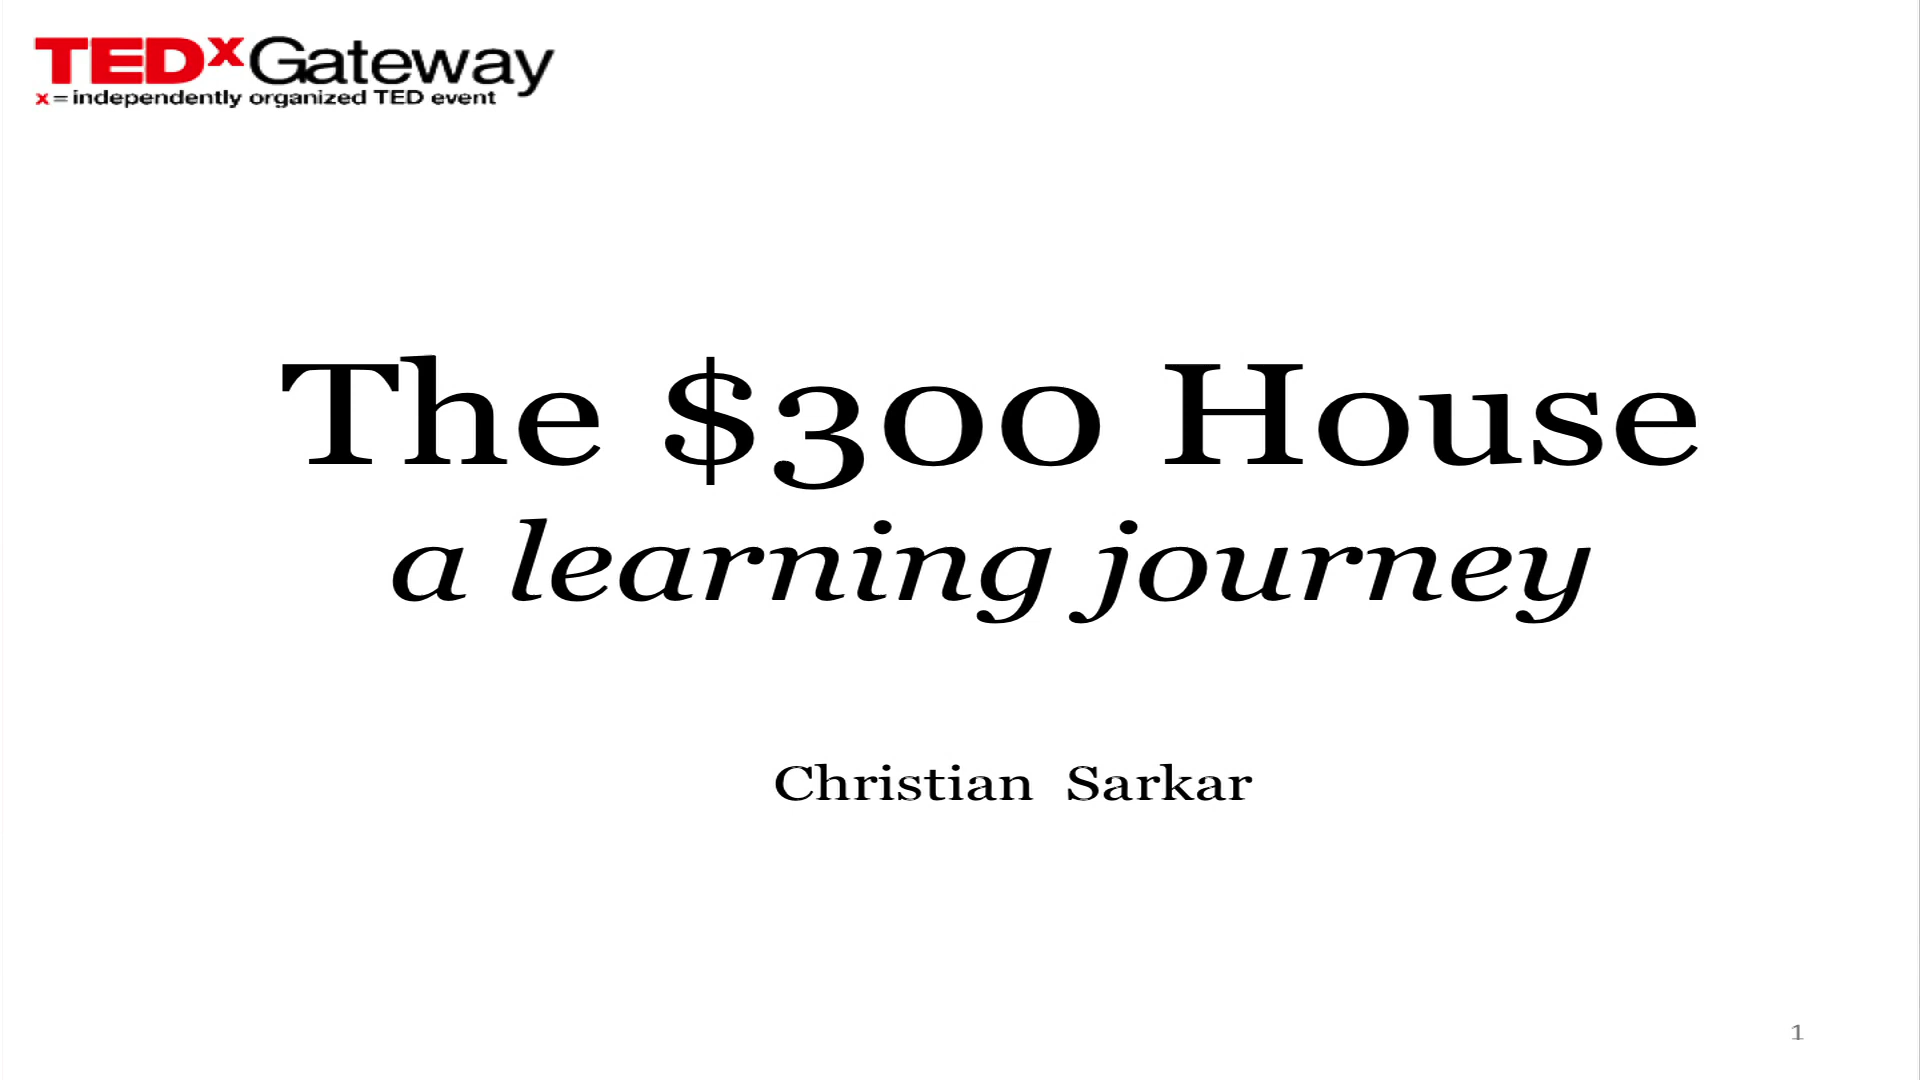 TEDxGateway
x = independently organized TED event
The $300 House
a learning journey
Christian Sarkar
1